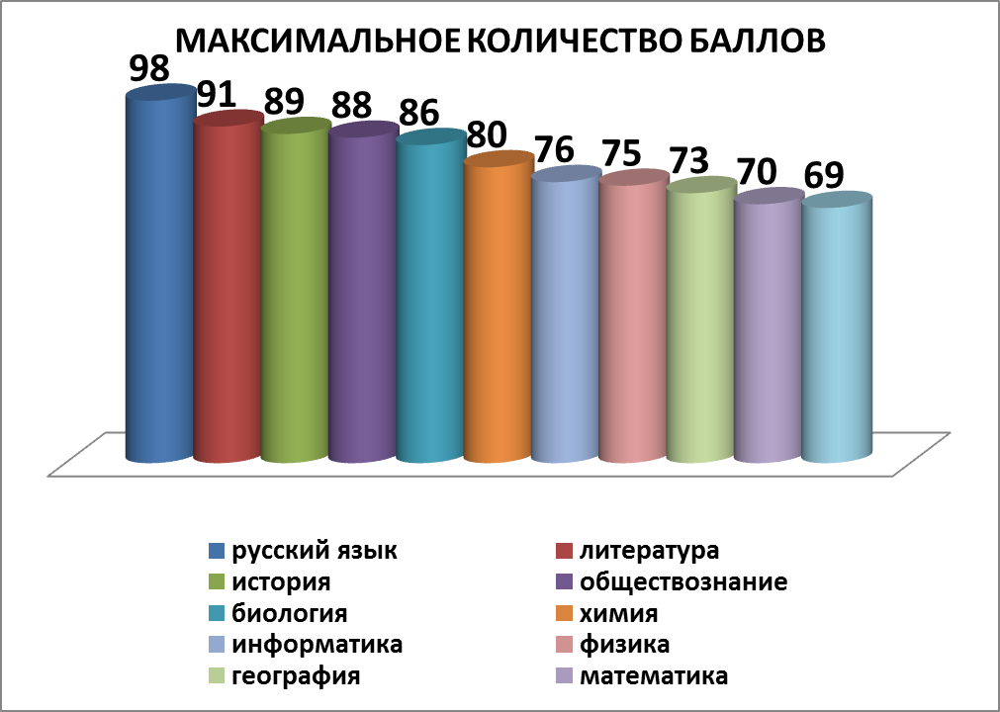 МАКСИМАЛЬНОЕ КОЛИЧЕСТВО БАЛЛОВ
98
91
89
88
86
80
76
75
73
70
69
русский язык
литература
история
обществознание
биология
химия
информатика
физика
география
математика